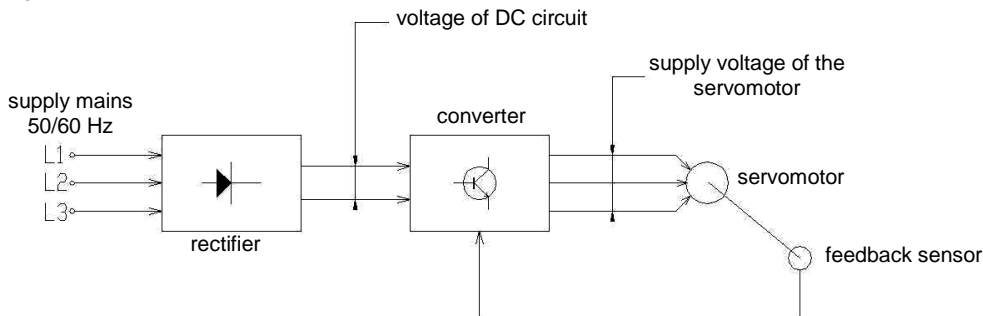 voltage of DC circuit
supply voltage of the
servomotor
supply mains
50/60 Hz
converter
L1
L2
L3
servomotor
rectifier
feedback sensor